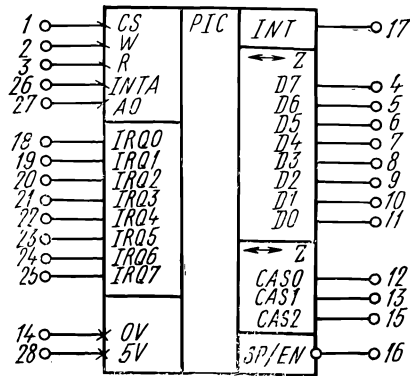 1 CS PIC INT 17
2 W
3 R ↔ Z
26 INTA D7 4
27 A0 D6 5
D5 6
18 IRQ0 D4 7
19 IRQ1 D3 8
20 IRQ2 D2 9
21 IRQ3 D1 10
22 IRQ4 D0 11
23 IRQ5 ↔ Z
24 IRQ6 CAS0 12
25 IRQ7 CAS1 13
CAS2 15
14 0V
28 5V SP/EN 16